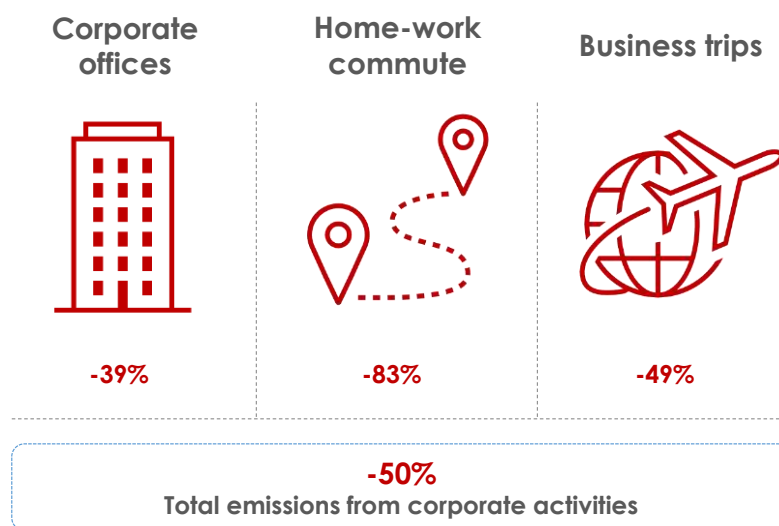 Corporate
offices
Home-work
commute
Business trips
-39%
-83%
-49%
-50%
Total emissions from corporate activities